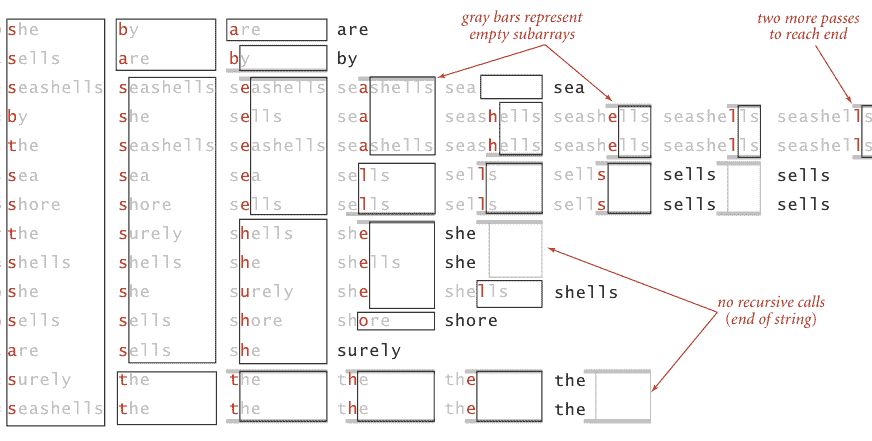 gray bars represent
empty subarrays
two more passes
to reach end
she by are are
sells are by by
seashells seashells seashells seashells sea sea
by she sells sea seashells seashells seashells seashells
the seashells seashells seashells seashells seashells seashells seashells
sea sea sea sells sells sells sells sells
shore shore sells sells sells sells sells sells
the surely shells she she
shells shells she shells she
she she surely she shells shells
no recursive calls
(end of string)
sells sells shore shore shore
are sells she surely
surely the the the the the
seashells the the the the the